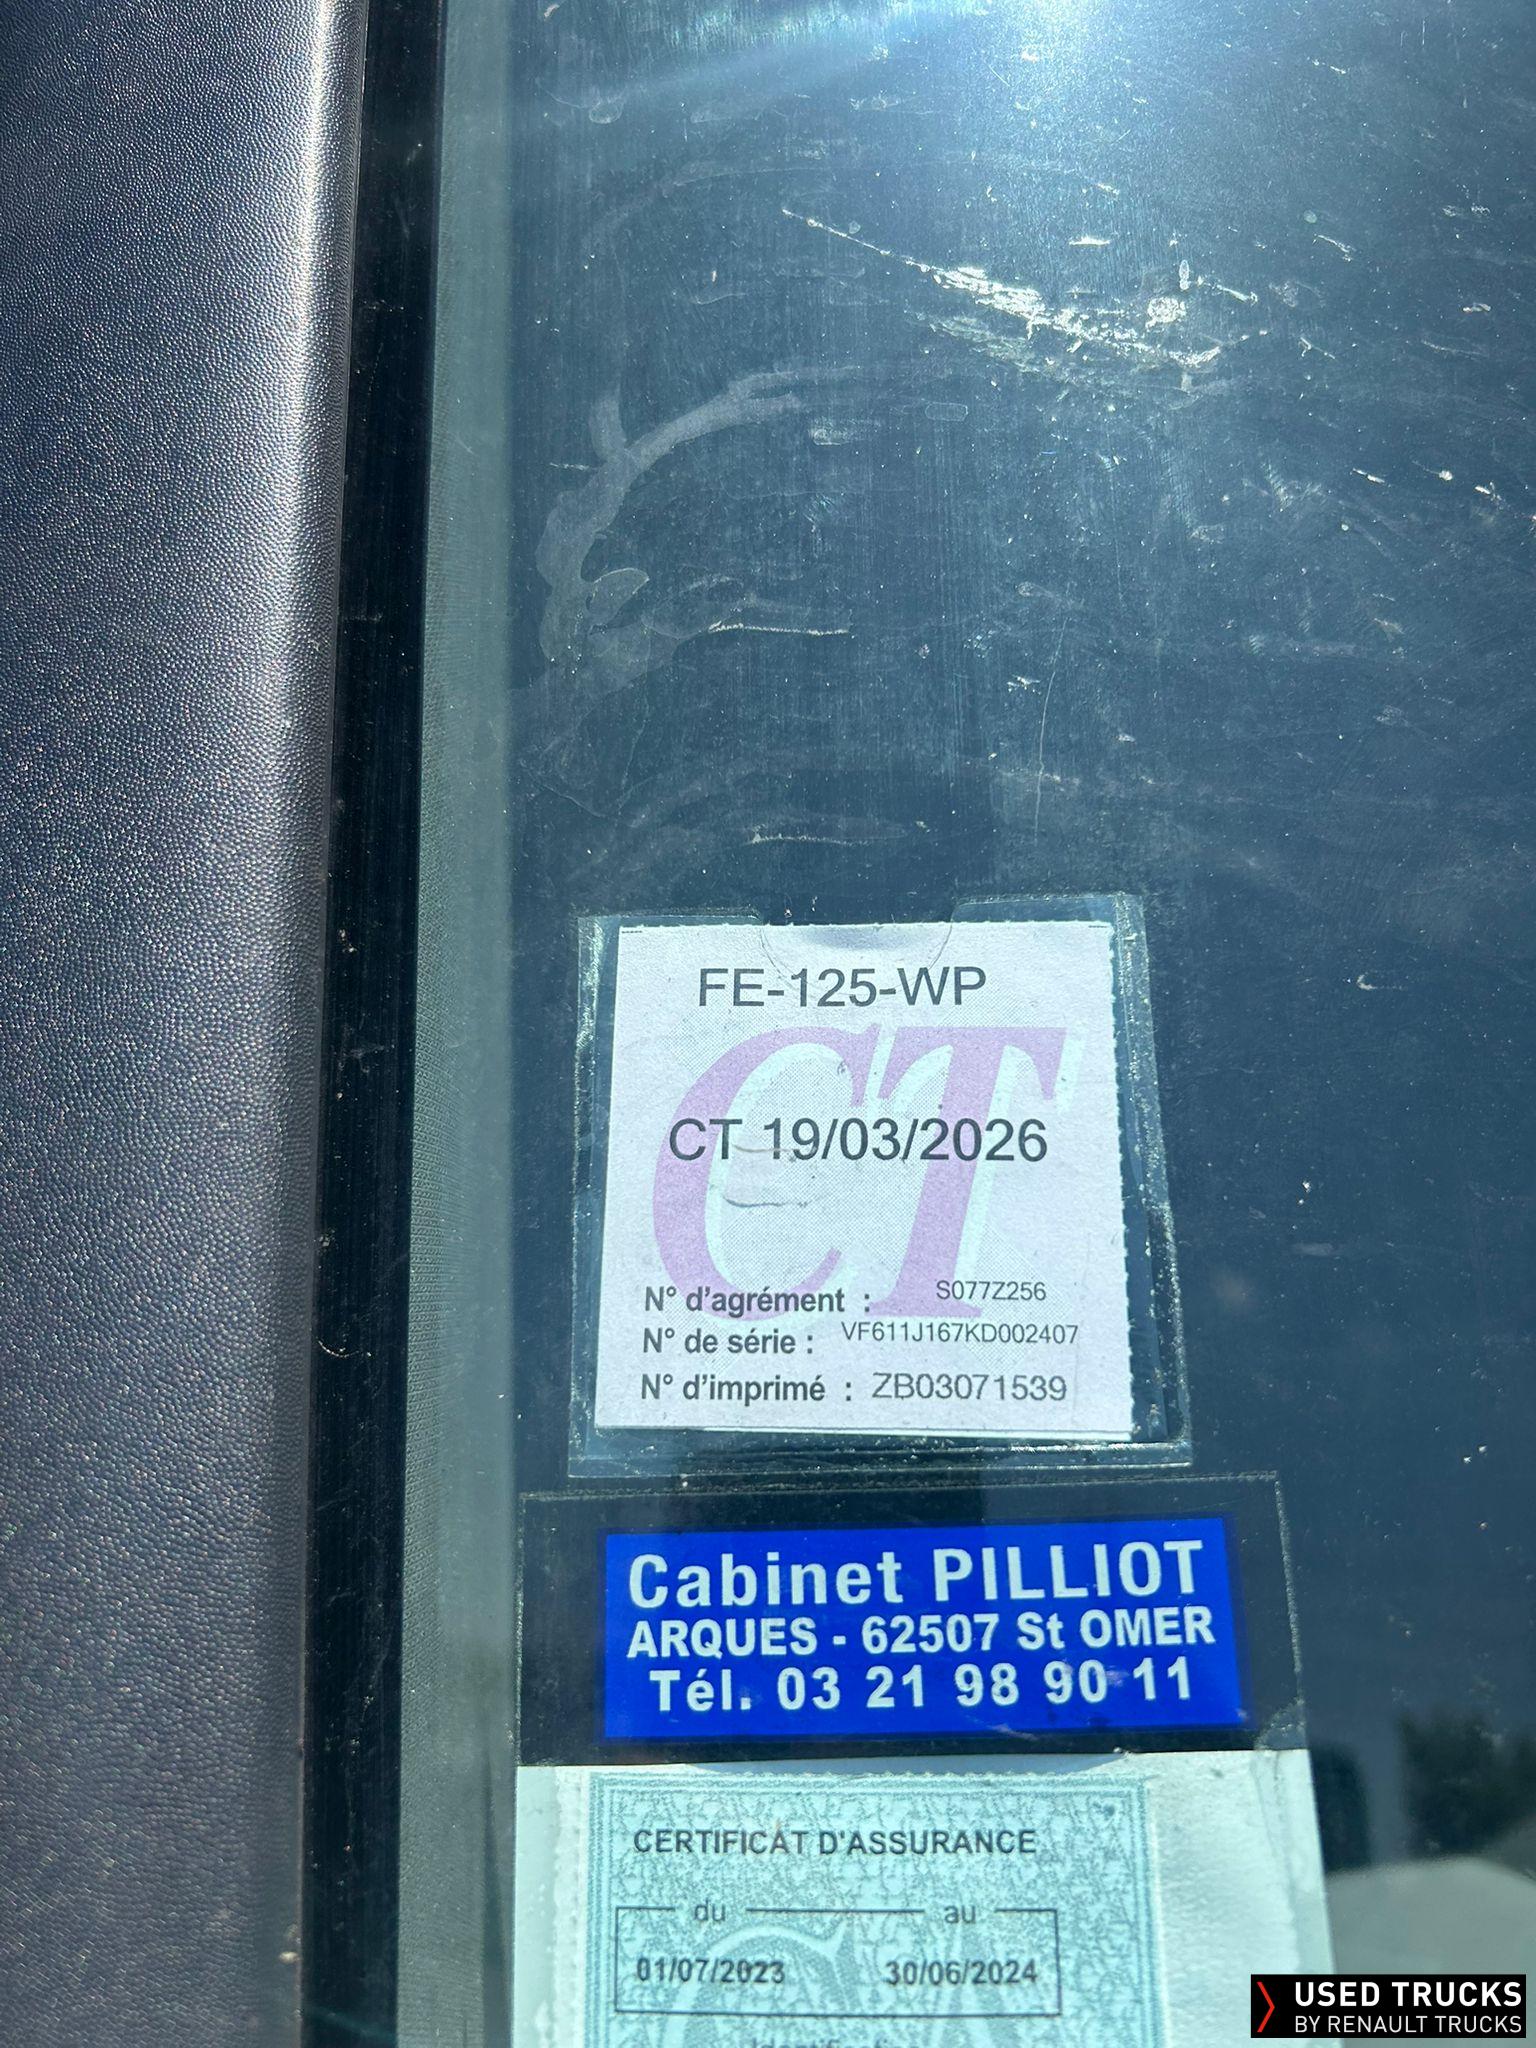 FE-125-WP
CT
CT 19/03/2026
N° d'agrément : S077Z256
N° de série : VF611J167KD002407
N° d'imprimé : ZB03071539
Cabinet PILLIOT
ARQUES - 62507 St OMER
Tél. 03 21 98 90 11
CERTIFICAT D'ASSURANCE
du au
01/07/2023 30/06/2024
USED TRUCKS
BY RENAULT TRUCKS